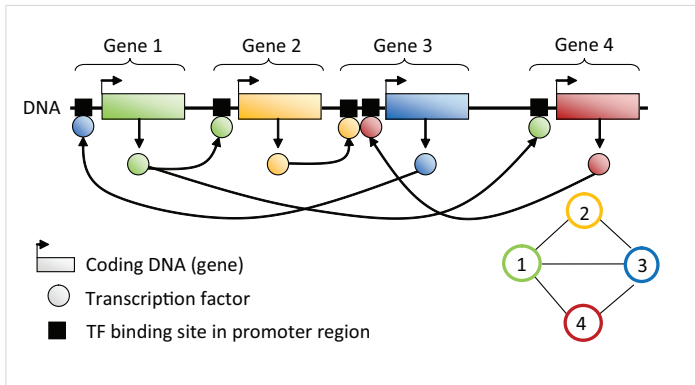 Gene 1 Gene 2 Gene 3 Gene 4
DNA
2
1 3
4
Coding DNA (gene)
Transcription factor
TF binding site in promoter region